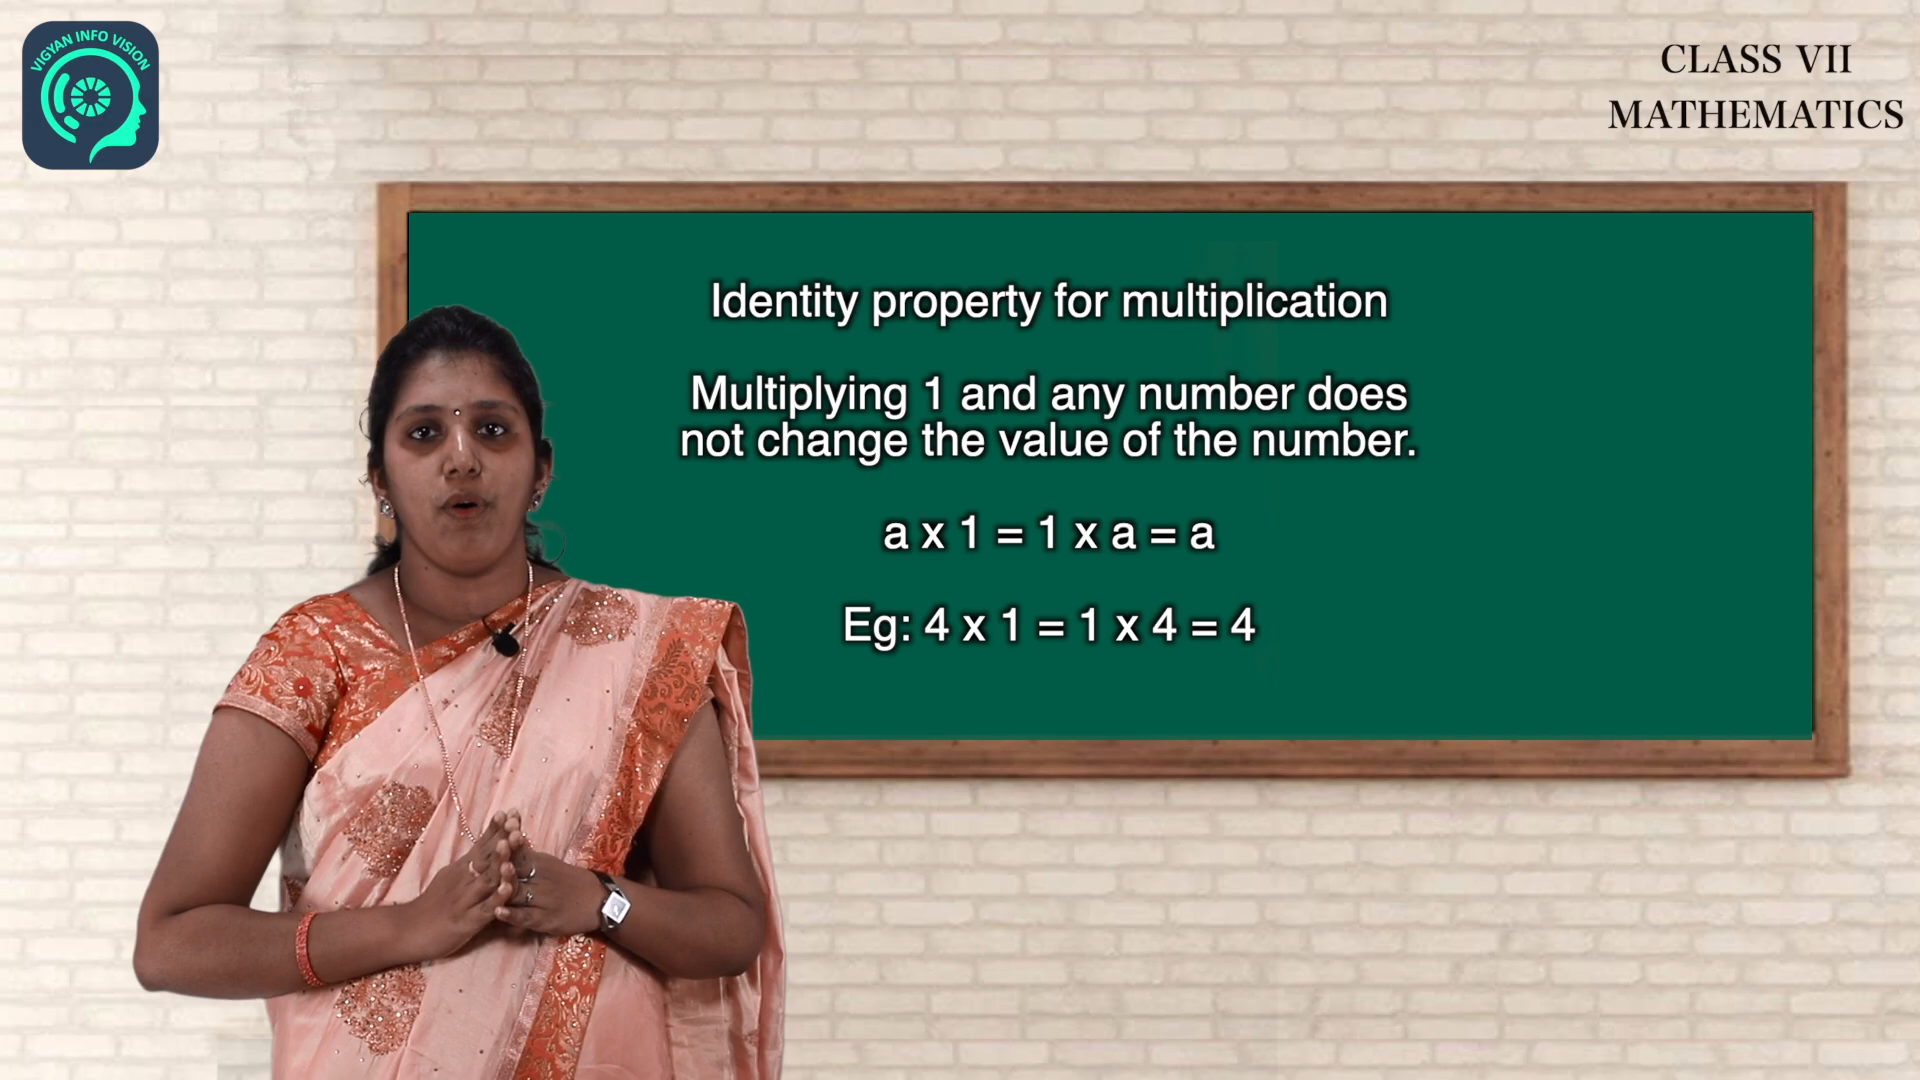 VIGYAN INFO VISION
CLASS VII
MATHEMATICS
Identity property for multiplication
Multiplying 1 and any number does
not change the value of the number.
a x 1 = 1 x a = a
Eg: 4 x 1 = 1 x 4 = 4